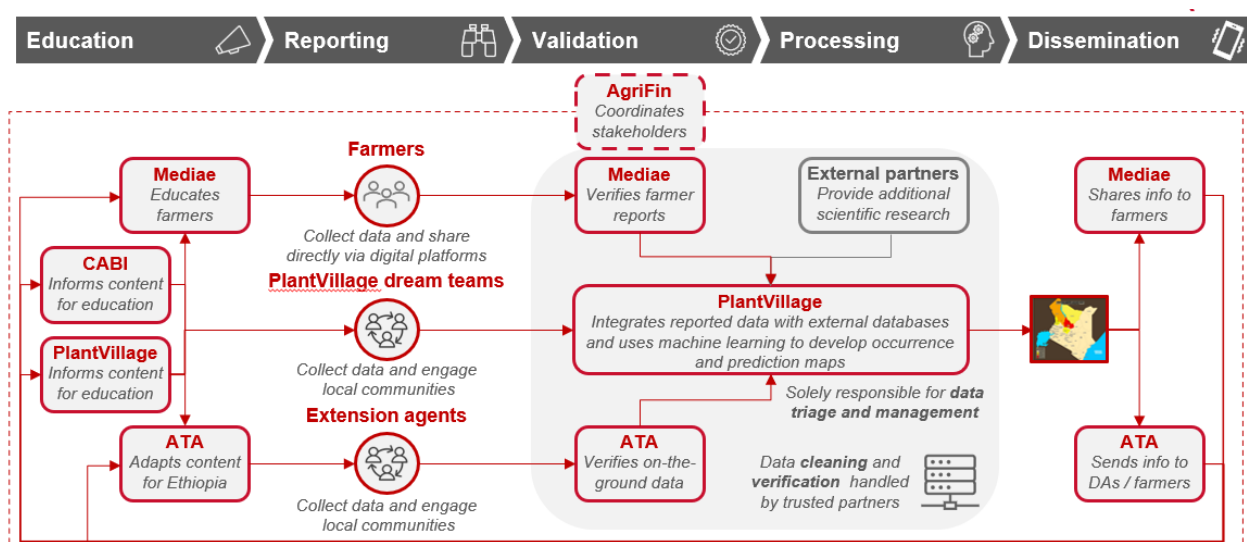 Education
Reporting
Validation
Processing
Dissemination
AgriFin
Coordinates
stakeholders
Farmers
Mediae
Educates
farmers
Collect data and share
directly via digital platforms
Mediae
Verifies farmer
reports
External partners
Provide additional
scientific research
Mediae
Shares info to
farmers
CABI
Informs content
for education
PlantVillage dream teams
Collect data and engage
local communities
PlantVillage
Integrates reported data with external databases
and uses machine learning to develop occurrence
and prediction maps
PlantVillage
Informs content
for education
Solely responsible for data
triage and management
Extension agents
ATA
Adapts content
for Ethiopia
Collect data and engage
local communities
ATA
Verifies on-the-
ground data
Data cleaning and
verification handled
by trusted partners
ATA
Sends info to
DAs / farmers